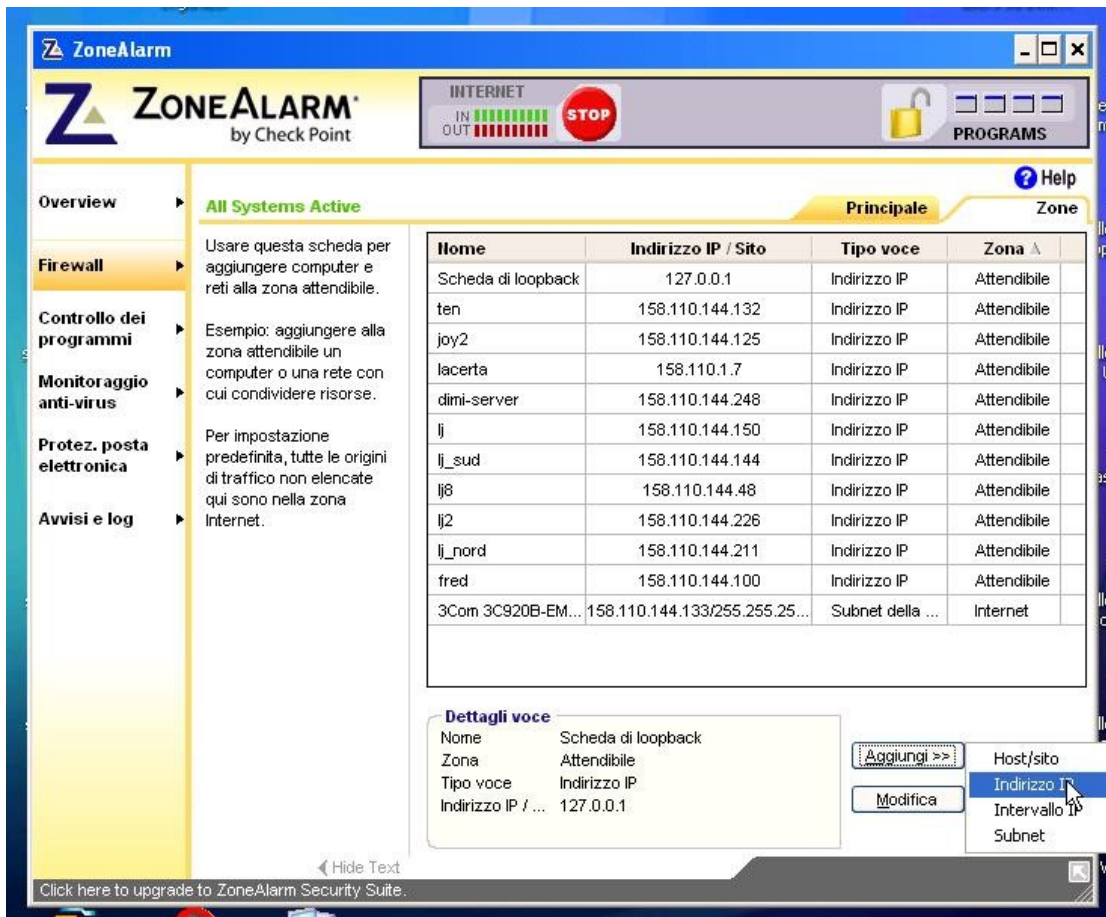 ZoneAlarm
ZONEALARM
by Check Point
INTERNET
IN
OUT
STOP
PROGRAMS
Help
Overview
Firewall
Controllo dei
programmi
Monitoraggio
anti-virus
Protez. posta
elettronica
Avvisi e log
All Systems Active
Principale
Zone
Usare questa scheda per
aggiungere computer e
reti alla zona attendibile.
Esempio: aggiungere alla
zona attendibile un
computer o una rete con
cui condividere risorse.
Per impostazione
predefinita, tutte le origini
di traffico non elencate
qui sono nella zona
Internet.
Nome Indirizzo IP / Sito Tipo voce Zona
Scheda di loopback 127.0.0.1 Indirizzo IP Attendibile
ten 158.110.144.132 Indirizzo IP Attendibile
joy2 158.110.144.125 Indirizzo IP Attendibile
lacerta 158.110.1.7 Indirizzo IP Attendibile
dimi-server 158.110.144.248 Indirizzo IP Attendibile
lj 158.110.144.150 Indirizzo IP Attendibile
lj_sud 158.110.144.144 Indirizzo IP Attendibile
lj8 158.110.144.48 Indirizzo IP Attendibile
lj2 158.110.144.226 Indirizzo IP Attendibile
lj_nord 158.110.144.211 Indirizzo IP Attendibile
fred 158.110.144.100 Indirizzo IP Attendibile
3Com 3C920B-EM... 158.110.144.133/255.255.25... Subnet della ... Internet
Dettagli voce
Nome Scheda di loopback
Zona Attendibile
Tipo voce Indirizzo IP
Indirizzo IP / ... 127.0.0.1
Aggiungi >>
Modifica
Host/sito
Indirizzo IP
Intervallo IP
Subnet
Hide Text
Click here to upgrade to ZoneAlarm Security Suite.